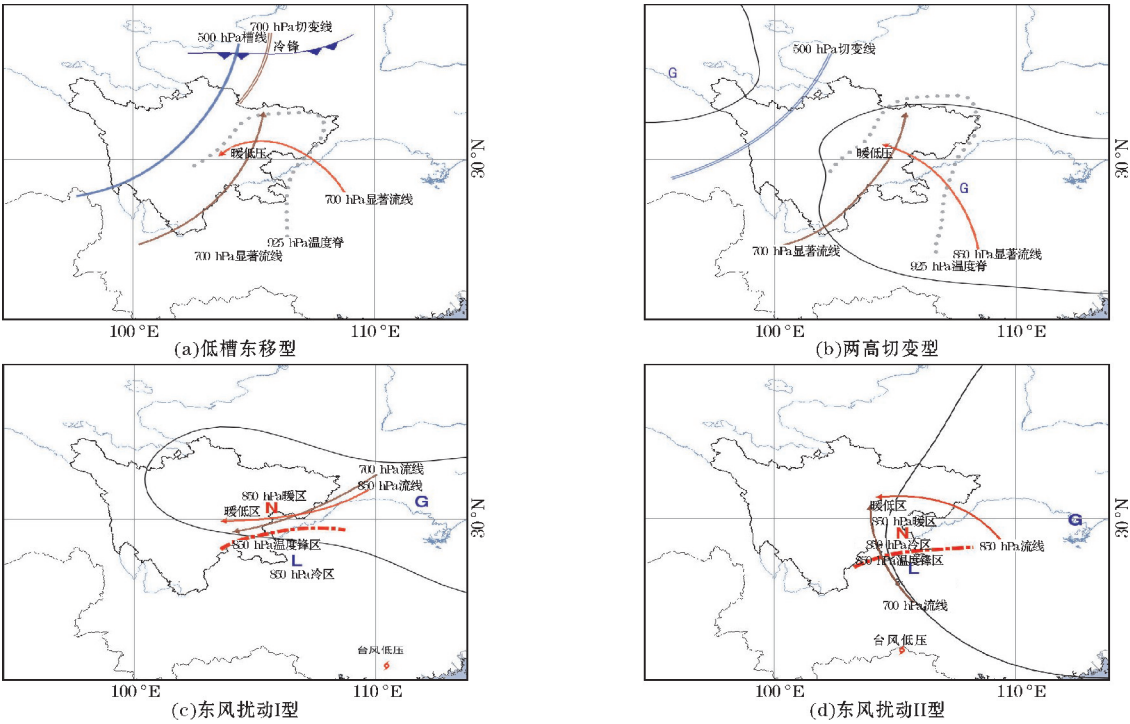 500 hPa槽线
700 hPa切变线
冷锋
暖低压
700 hPa显著流线
925 hPa温度脊
700 hPa显著流线
30°N
100°E
110°E
(a)低槽东移型
G
500 hPa切变线
暖低压
G
700 hPa显著流线
850 hPa显著流线
925 hPa温度脊
30°N
100°E
110°E
(b)两高切变型
700 hPa流线
850 hPa流线
850 hPa暖区
N
暖低区
G
850 hPa温度锋区
L
850 hPa冷区
台风低压
30°N
100°E
110°E
(c)东风扰动I型
暖低区
850 hPa暖区
N
G
850 hPa冷区
850 hPa流线
850 hPa温度锋区
L
700 hPa流线
台风低压
30°N
100°E
110°E
(d)东风扰动II型